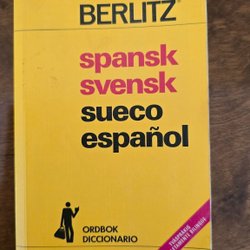 BERLITZ®
spansk
svensk
sueco
español
ORDBOK
DICCIONARIO